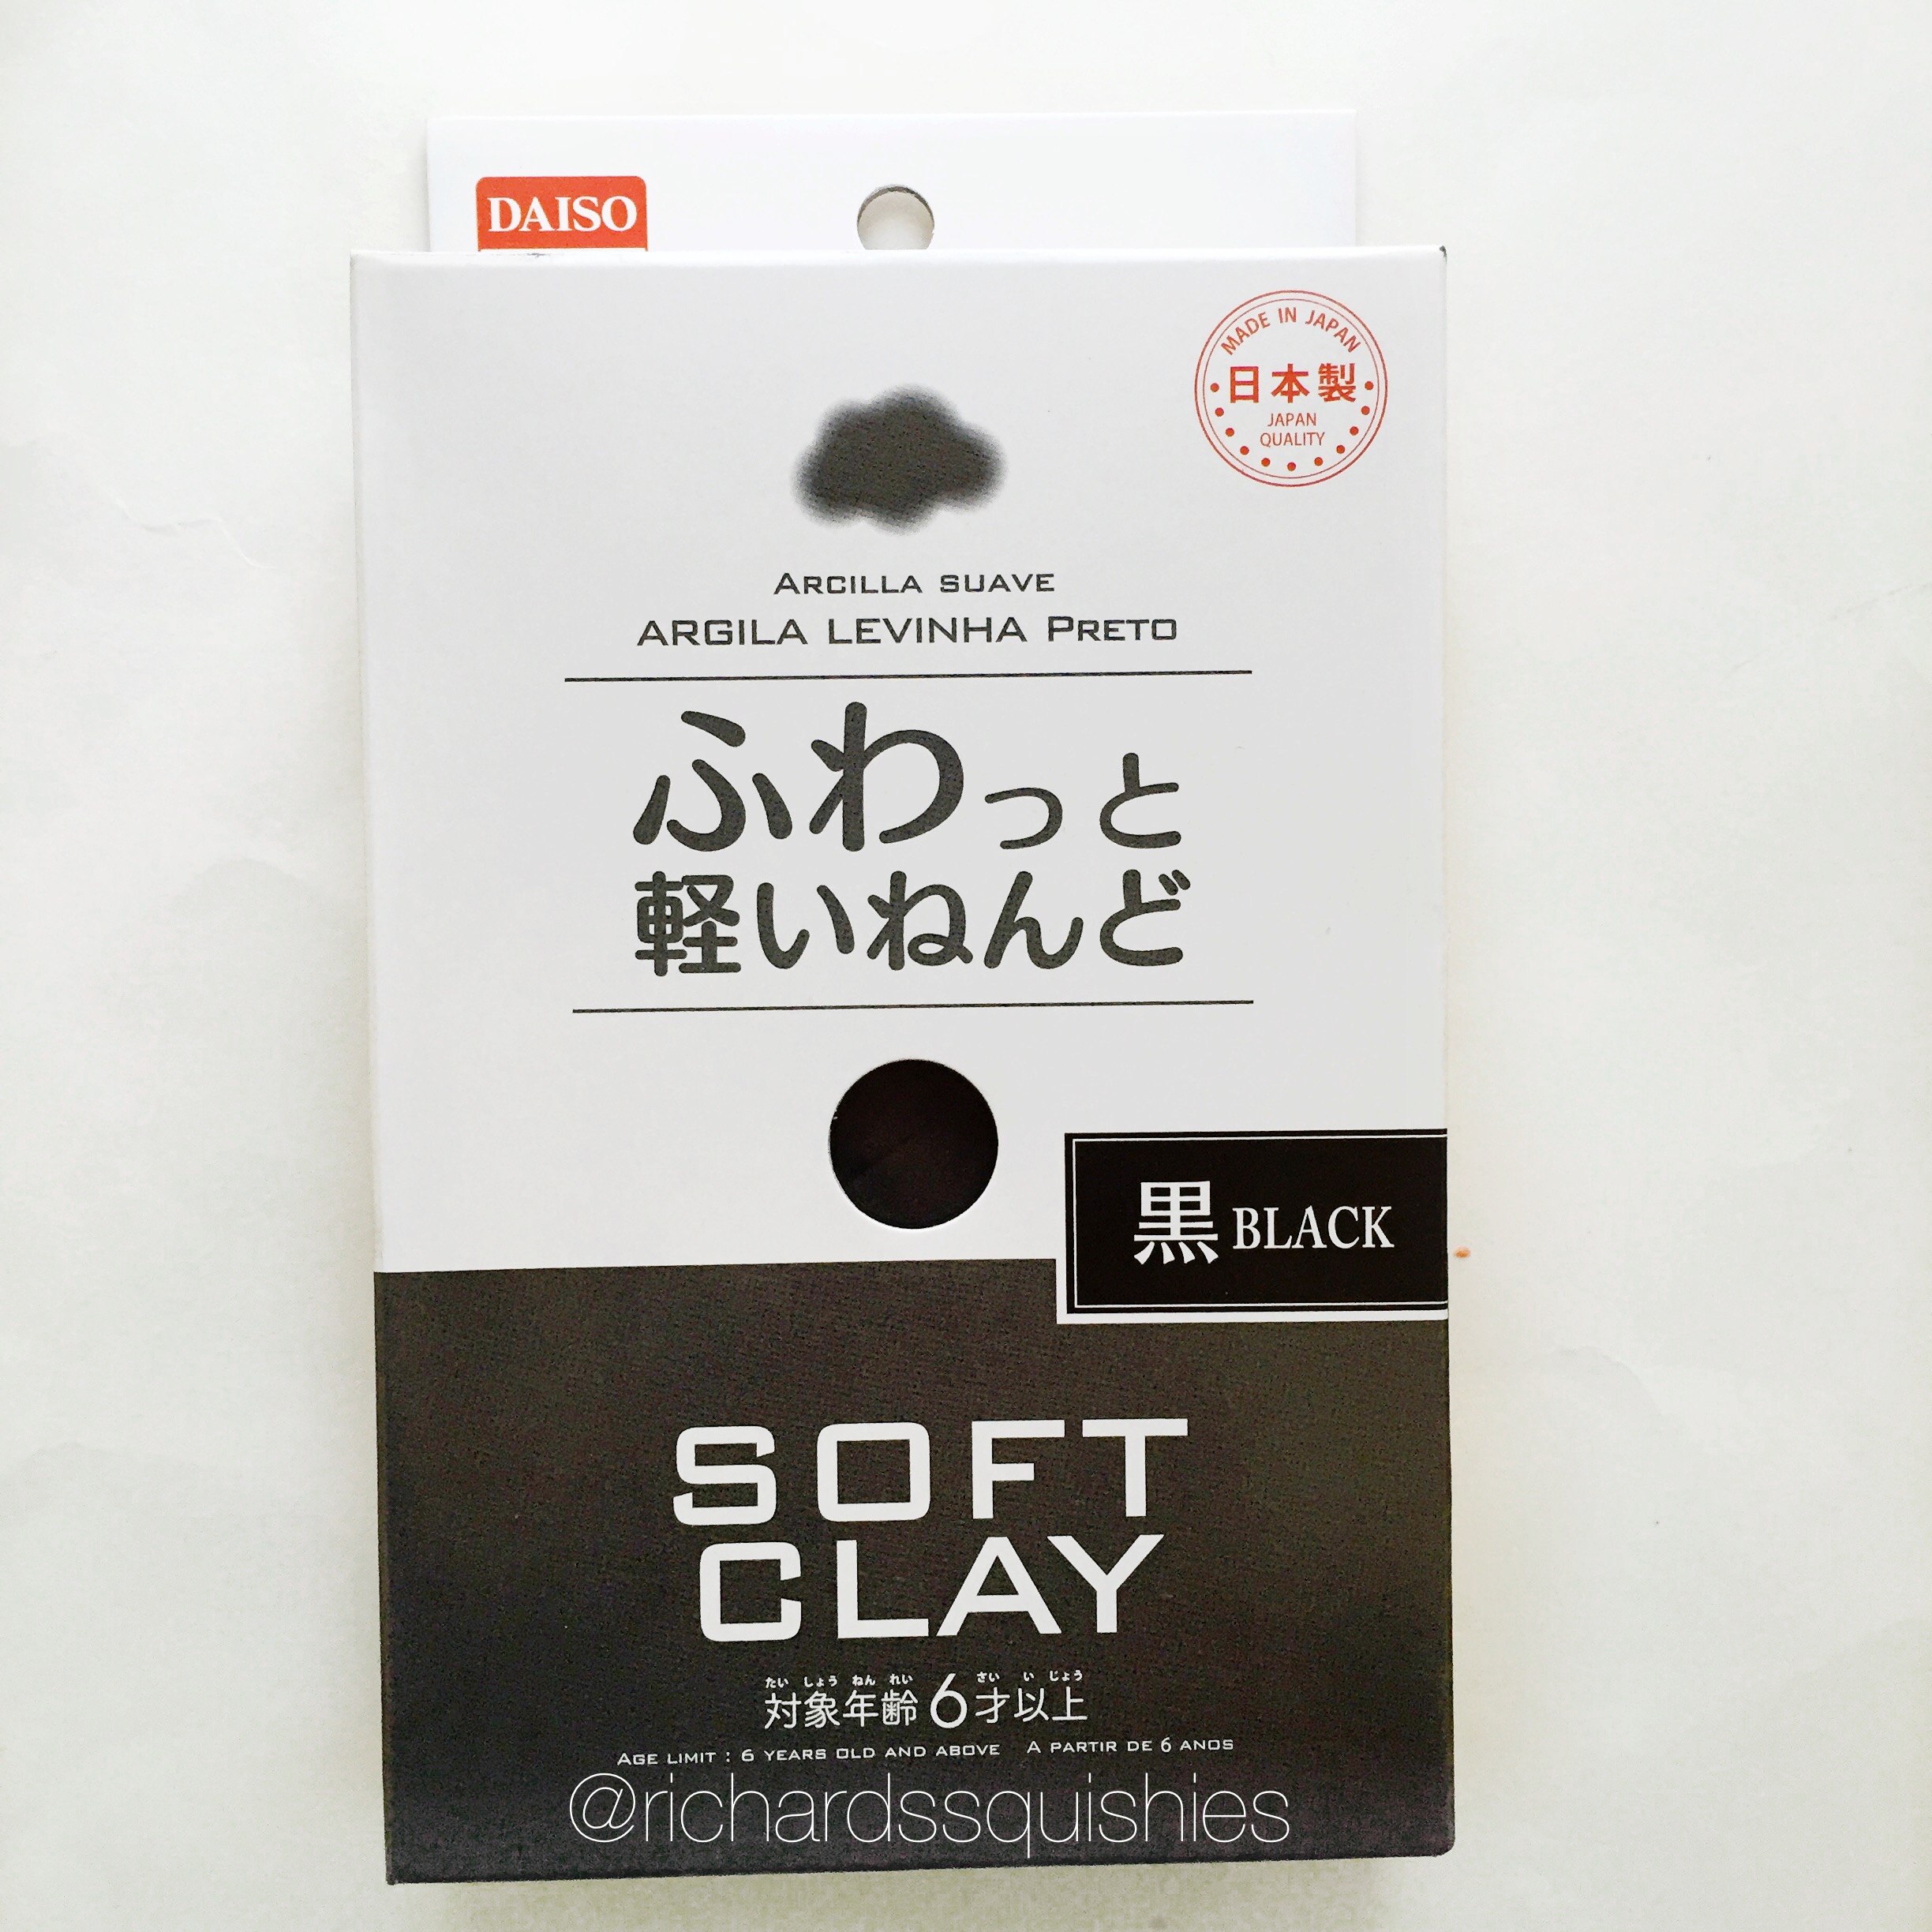 DAISO
MADE IN JAPAN
日本製
JAPAN
QUALITY
ARCILLA SUAVE
ARGILA LEVINHA PRETO
ふわっと
軽いねんど
黒 BLACK
SOFT
CLAY
たいしょうねんれい さいいじょう
対象年齢6才以上
AGE LIMIT : 6 YEARS OLD AND ABOVE A PARTIR DE 6 ANOS
@richardssquishies